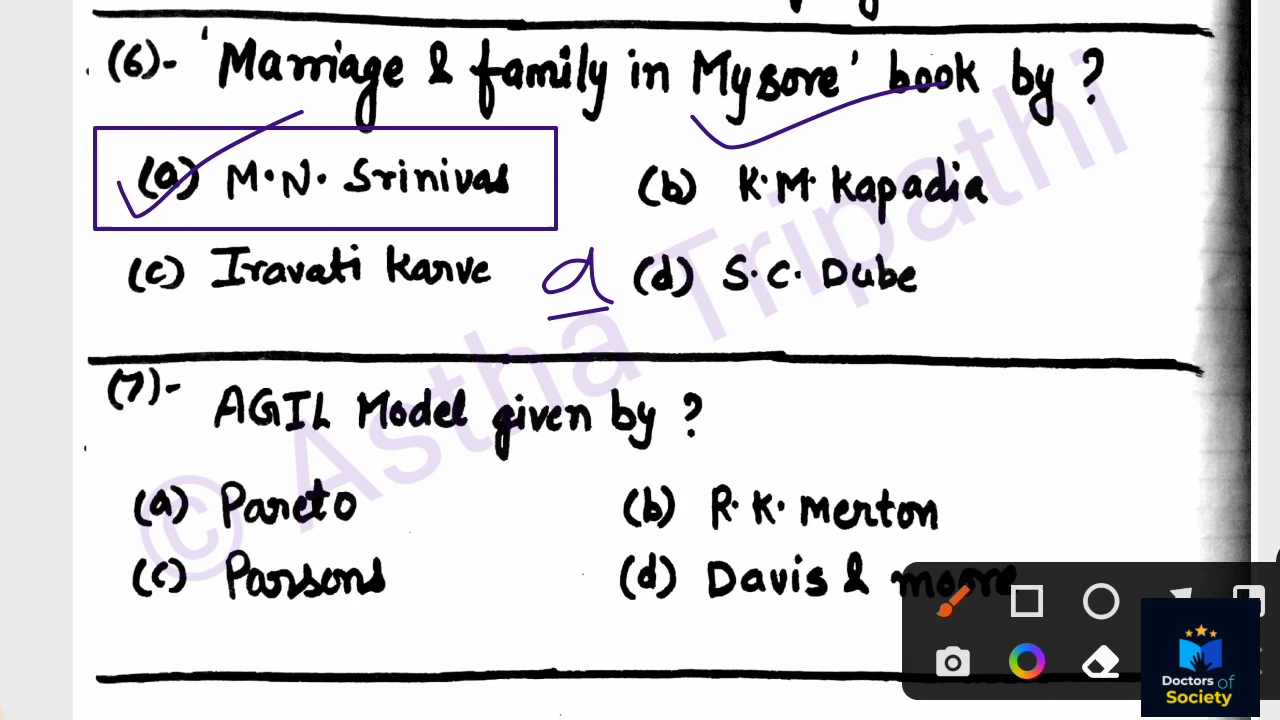 (6)- 'Marriage & family in Mysore' book by ?
(a) M.N. Srinivas (b) K.M. Kapadia
(c) Iravati Karve a (d) S.C. Dube
(7)- AGIL Model given by ?
(a) Pareto (b) R.K. Merton
(c) Parsons (d) Davis & moore
© Astha Tripathi
Doctors of
Society